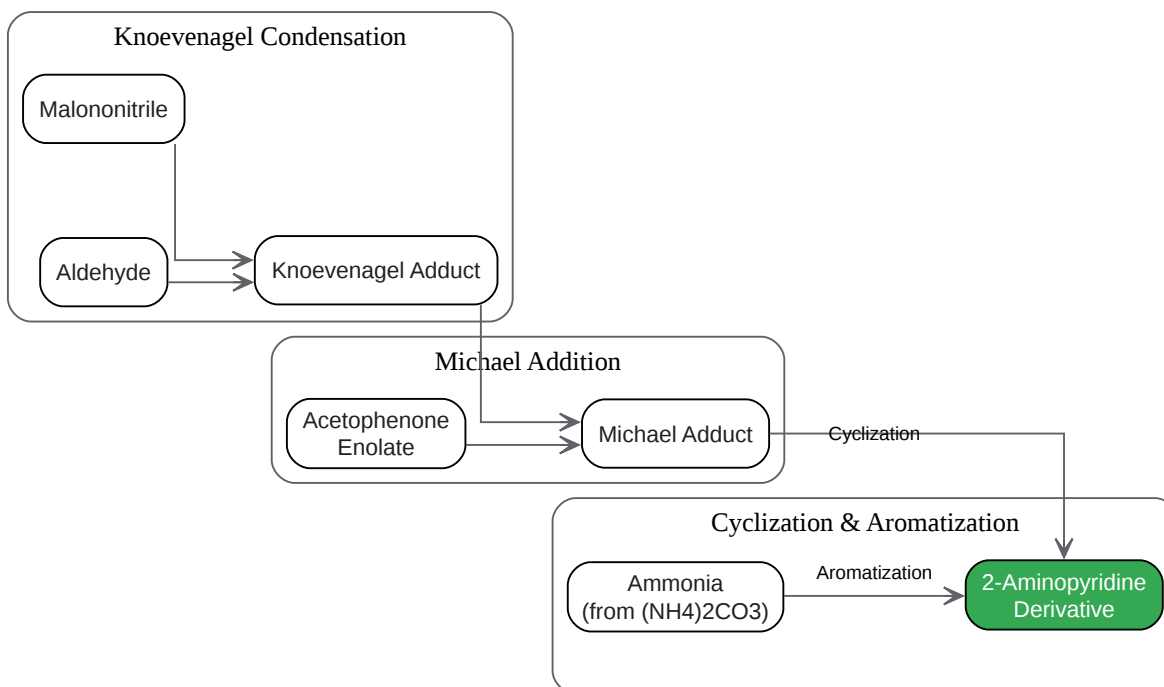 Knoevenagel Condensation
Malononitrile
Aldehyde
Knoevenagel Adduct
Michael Addition
Acetophenone
Enolate
Michael Adduct
Cyclization
Cyclization & Aromatization
Ammonia
(from (NH4)2CO3)
Aromatization
2-Aminopyridine
Derivative